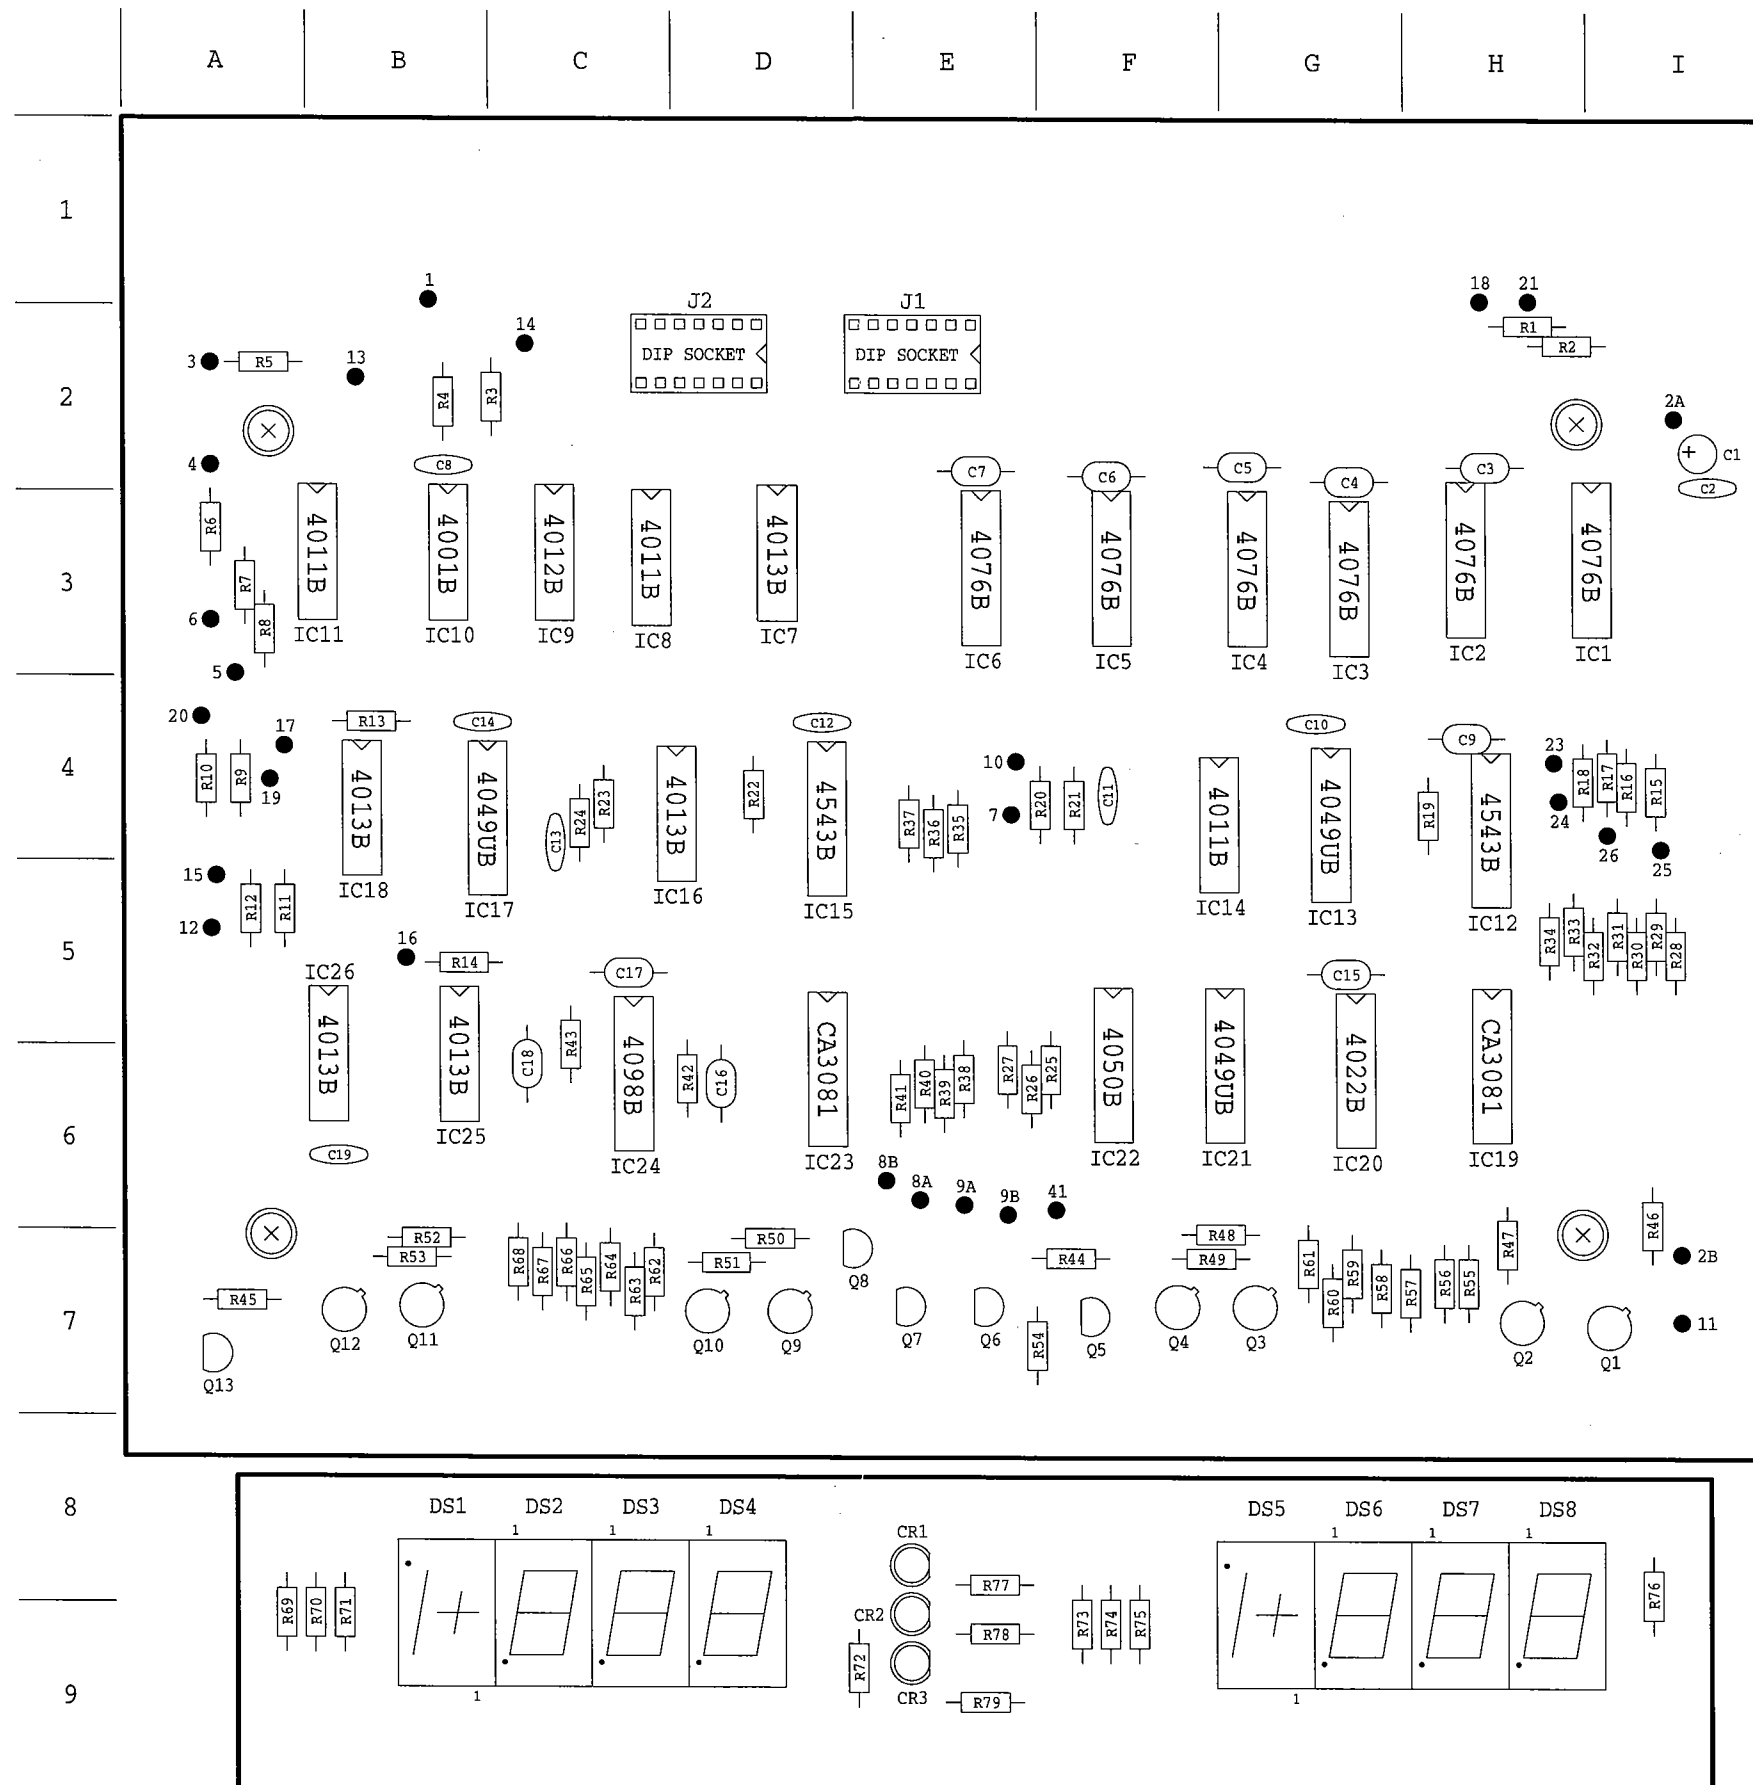 A B C D E F G H I
1
1 18 21
J2 J1
14 R1
DIP SOCKET DIP SOCKET R2
3 R5 13
2
R4 R3 2A
4 C8 C7 C6 C5 C4 C3 + C1
C2
R6 4011B 4001B 4012B 4011B 4013B 4076B 4076B 4076B 4076B 4076B 4076B
3
R7
6 R8 IC11 IC10 IC9 IC8 IC7 IC6 IC5 IC4 IC3 IC2 IC1
5
20 17 R13 C14 C12 C10 C9
4
10 23
R10 R9 19 4013B 4049UB C13 R24 R23 4013B R22 4543B R37 R36 R35 7 R20 R21 C11 4011B 4049UB R19 4543B 24 R18 R17 R16 R15
26 25
15 IC18 IC17 IC16 IC15 IC14 IC13 IC12
R12 R11
12
5
16 R14 R34 R33 R32 R31 R30 R29 R28
IC26 C17 C15
4013B 4013B C18 R43 4098B R42 C16 CA3081 R41 R40 R39 R38 R27 R26 R25 4050B 4049UB 4022B CA3081
6
C19 IC25 IC24 IC23 IC22 IC21 IC20 IC19
8B 8A 9A 9B 41
R52 R50 R48 R46
R53 R68 R67 R66 R65 R64 R63 R62 R51 Q8 R44 R49 R61 R60 R59 R58 R57 R56 R55 R47 2B
R45
7
Q12 Q11 Q10 Q9 Q7 Q6 R54 Q5 Q4 Q3 Q2 Q1 11
Q13
8
DS1 DS2 DS3 DS4 DS5 DS6 DS7 DS8
1 1 1 CR1 1 1 1
R77 R76
R69 R70 R71 CR2 R73 R74 R75
R78
R72
9
1 CR3 R79 1